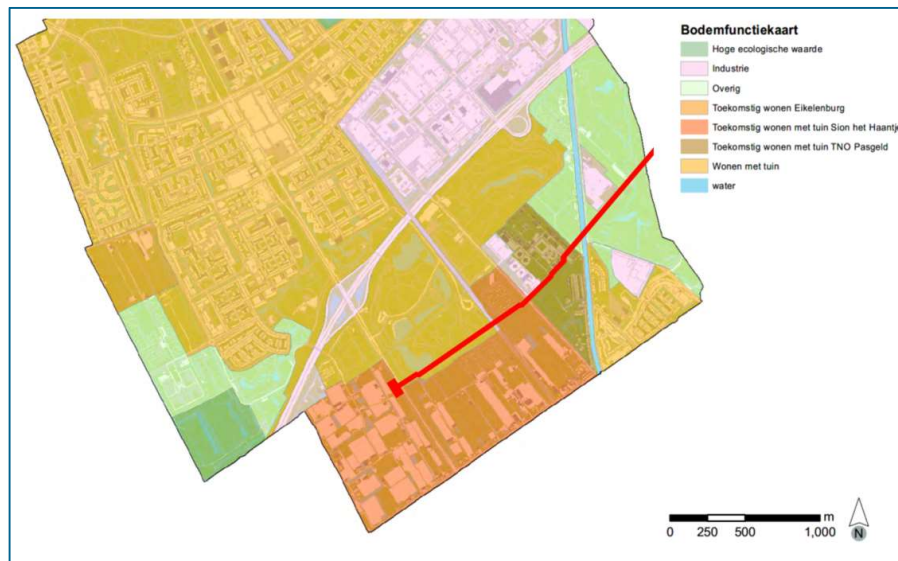 Bodemfunctiekaart
Hoge ecologische waarde
Industrie
Overig
Toekomstig wonen Eikelenburg
Toekomstig wonen met tuin Sion het Haantje
Toekomstig wonen met tuin TNO Pasgeld
Wonen met tuin
water
m
0 250 500 1,000
N